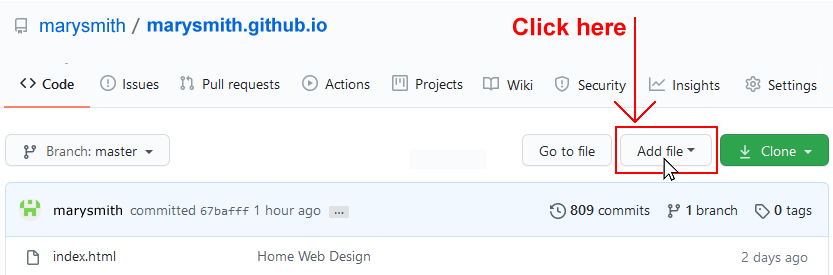 marysmith / marysmith.github.io
Click here
Code Issues Pull requests Actions Projects Wiki Security Insights Settings
Branch: master Go to file Add file Clone
marysmith committed 67bafff 1 hour ago ... 809 commits 1 branch 0 tags
index.html Home Web Design 2 days ago